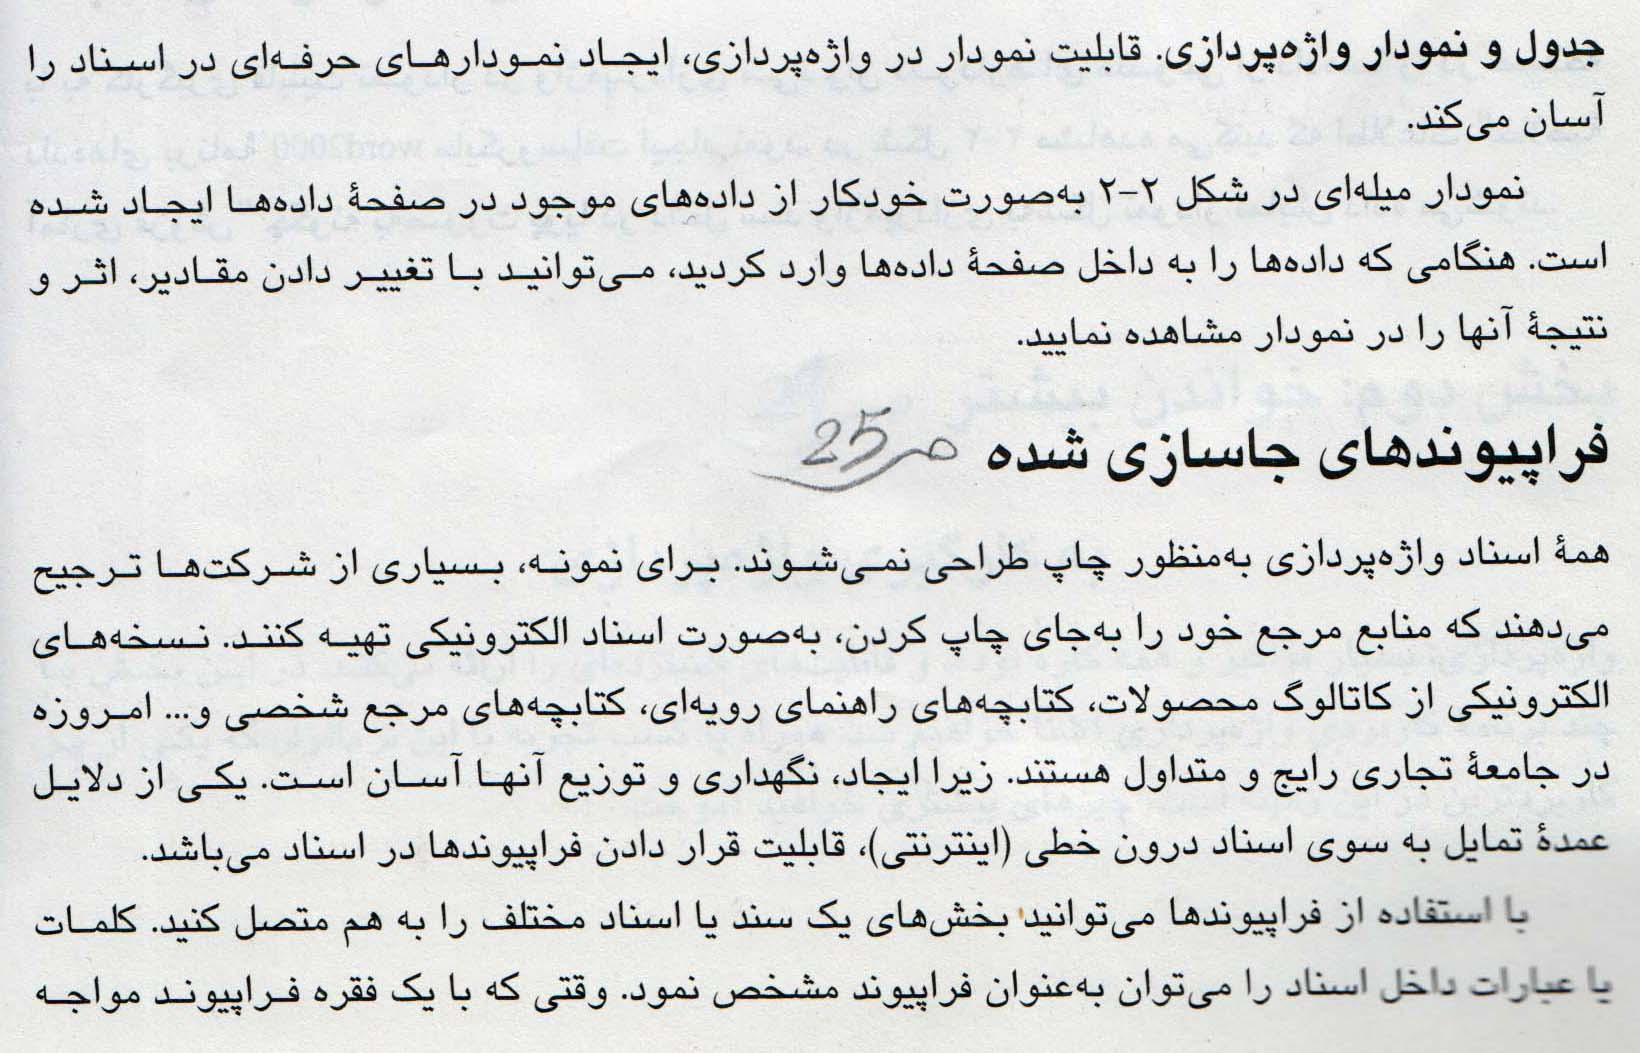 جدول و نمودار واژه‌پردازی. قابلیت نمودار در واژه‌پردازی، ایجاد نمودارهای حرفه‌ای در اسناد را
آسان می‌کند.
نمودار میله‌ای در شکل ۲-۲ به‌صورت خودکار از داده‌های موجود در صفحهٔ داده‌ها ایجاد شده
است. هنگامی که داده‌ها را به داخل صفحهٔ داده‌ها وارد کردید، می‌توانید با تغییر دادن مقادیر، اثر و
نتیجهٔ آنها را در نمودار مشاهده نمایید.
فراپیوندهای جاسازی شده ص 25
همهٔ اسناد واژه‌پردازی به‌منظور چاپ طراحی نمی‌شوند. برای نمونه، بسیاری از شرکت‌ها ترجیح
می‌دهند که منابع مرجع خود را به‌جای چاپ کردن، به‌صورت اسناد الکترونیکی تهیه کنند. نسخه‌های
الکترونیکی از کاتالوگ محصولات، کتابچه‌های راهنمای رویه‌ای، کتابچه‌های مرجع شخصی و... امروزه
در جامعهٔ تجاری رایج و متداول هستند. زیرا ایجاد، نگهداری و توزیع آنها آسان است. یکی از دلایل
عمدهٔ تمایل به سوی اسناد درون خطی (اینترنتی)، قابلیت قرار دادن فراپیوندها در اسناد می‌باشد.
با استفاده از فراپیوندها می‌توانید بخش‌های یک سند یا اسناد مختلف را به هم متصل کنید. کلمات
یا عبارات داخل اسناد را می‌توان به‌عنوان فراپیوند مشخص نمود. وقتی که با یک فقره فراپیوند مواجه